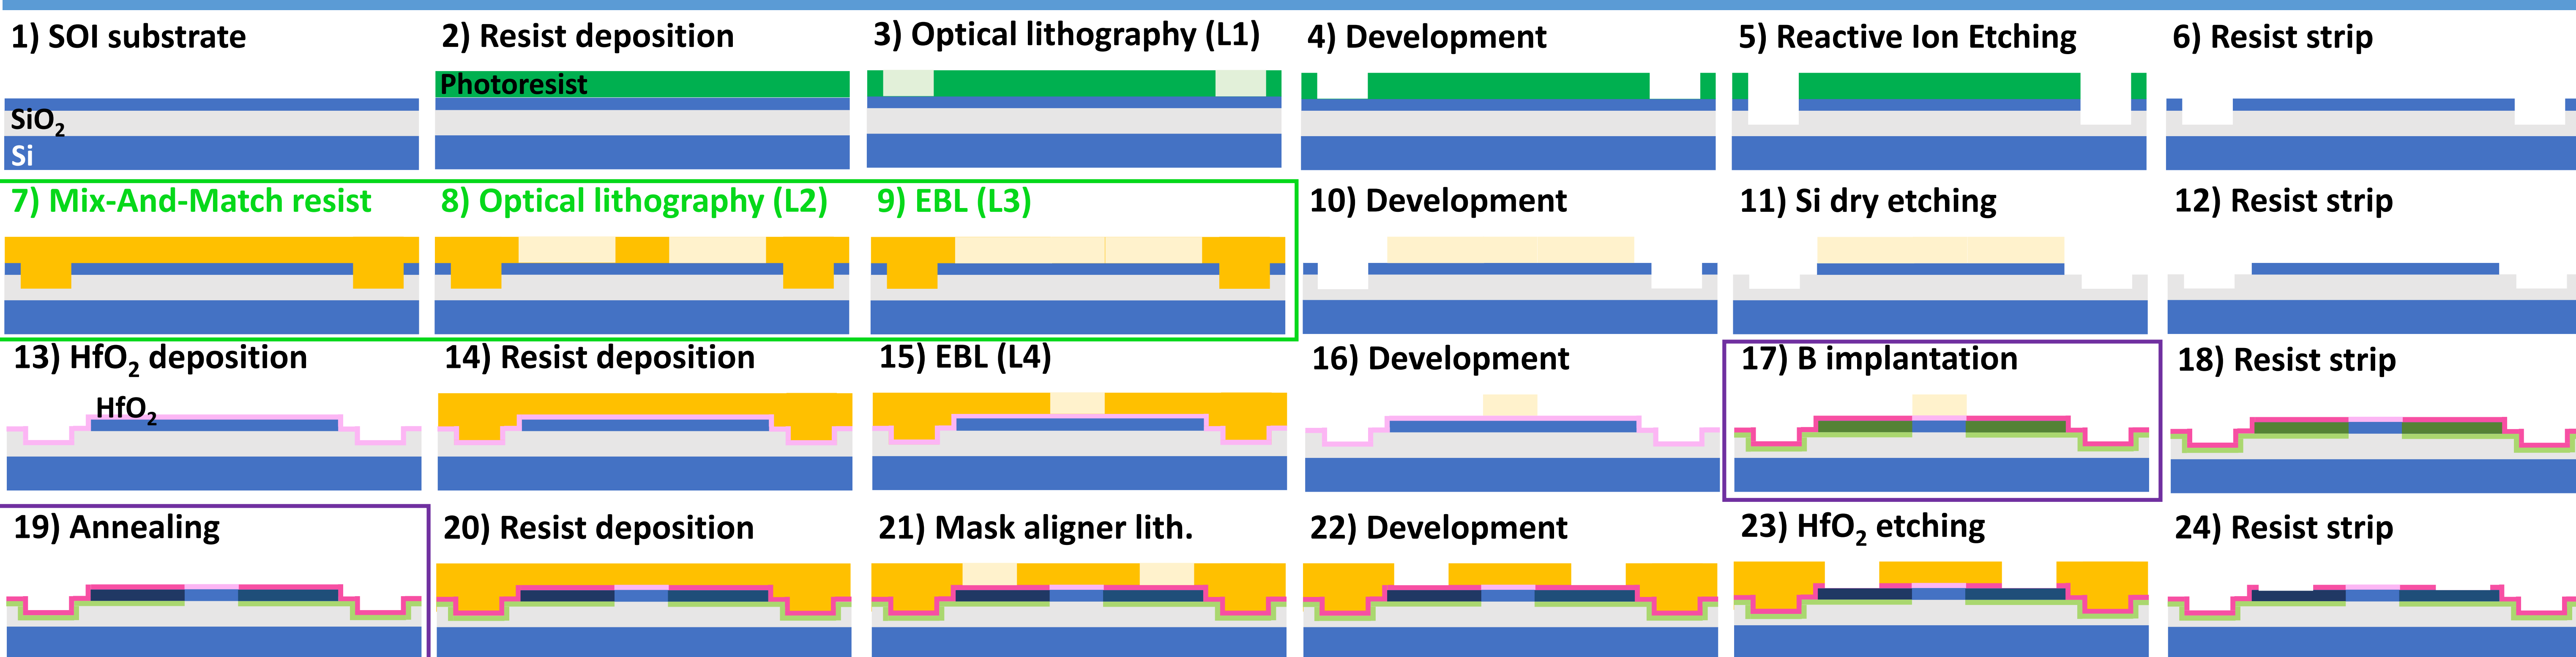 1) SOI substrate
2) Resist deposition
3) Optical lithography (L1)
4) Development
5) Reactive Ion Etching
6) Resist strip
Photoresist
SiO₂
Si
7) Mix-And-Match resist
8) Optical lithography (L2)
9) EBL (L3)
10) Development
11) Si dry etching
12) Resist strip
13) HfO₂ deposition
14) Resist deposition
15) EBL (L4)
16) Development
17) B implantation
18) Resist strip
HfO₂
19) Annealing
20) Resist deposition
21) Mask aligner lith.
22) Development
23) HfO₂ etching
24) Resist strip